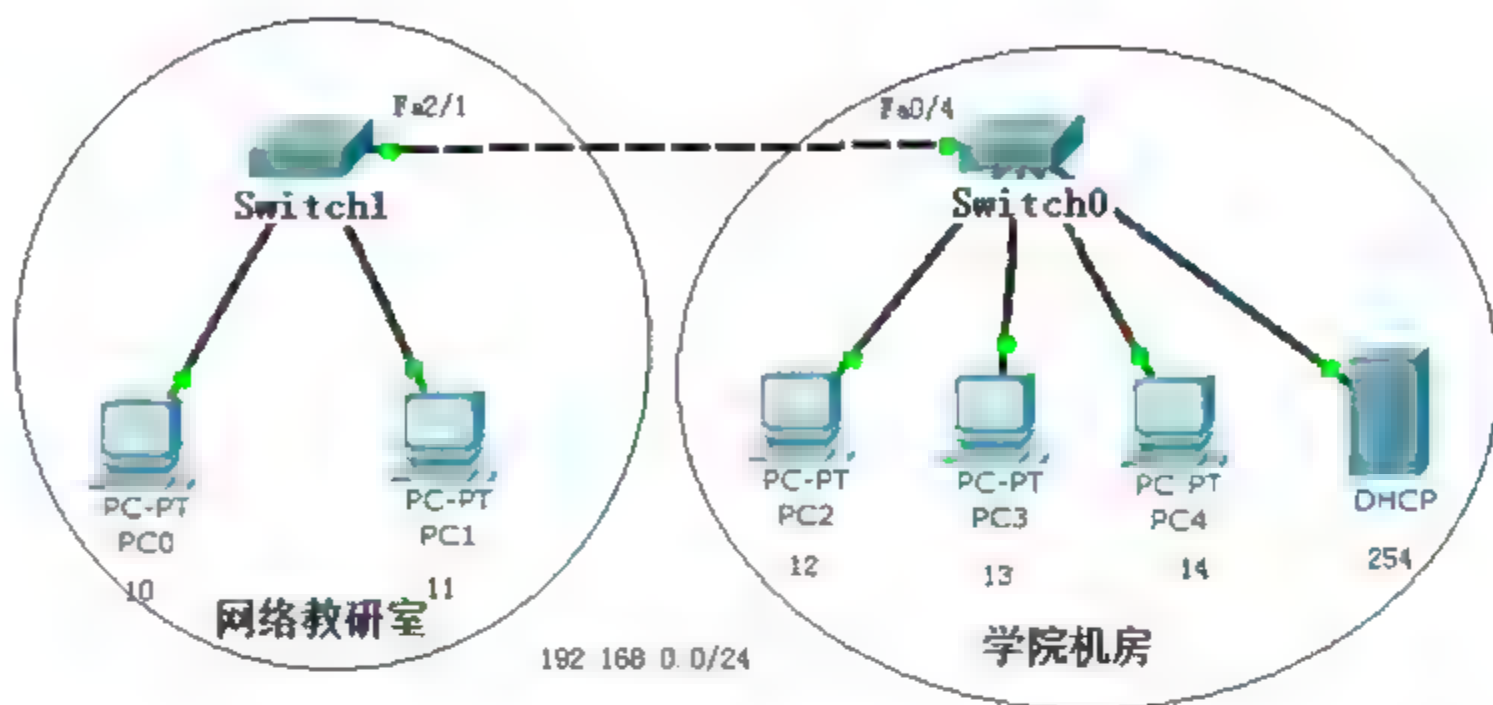 Fa2/1
Fa0/4
Switch1
Switch0
PC-PT
PC0
10
PC-PT
PC1
11
网络教研室
PC-PT
PC2
12
PC-PT
PC3
13
PC PT
PC4
14
DHCP
254
学院机房
192 168 0.0/24